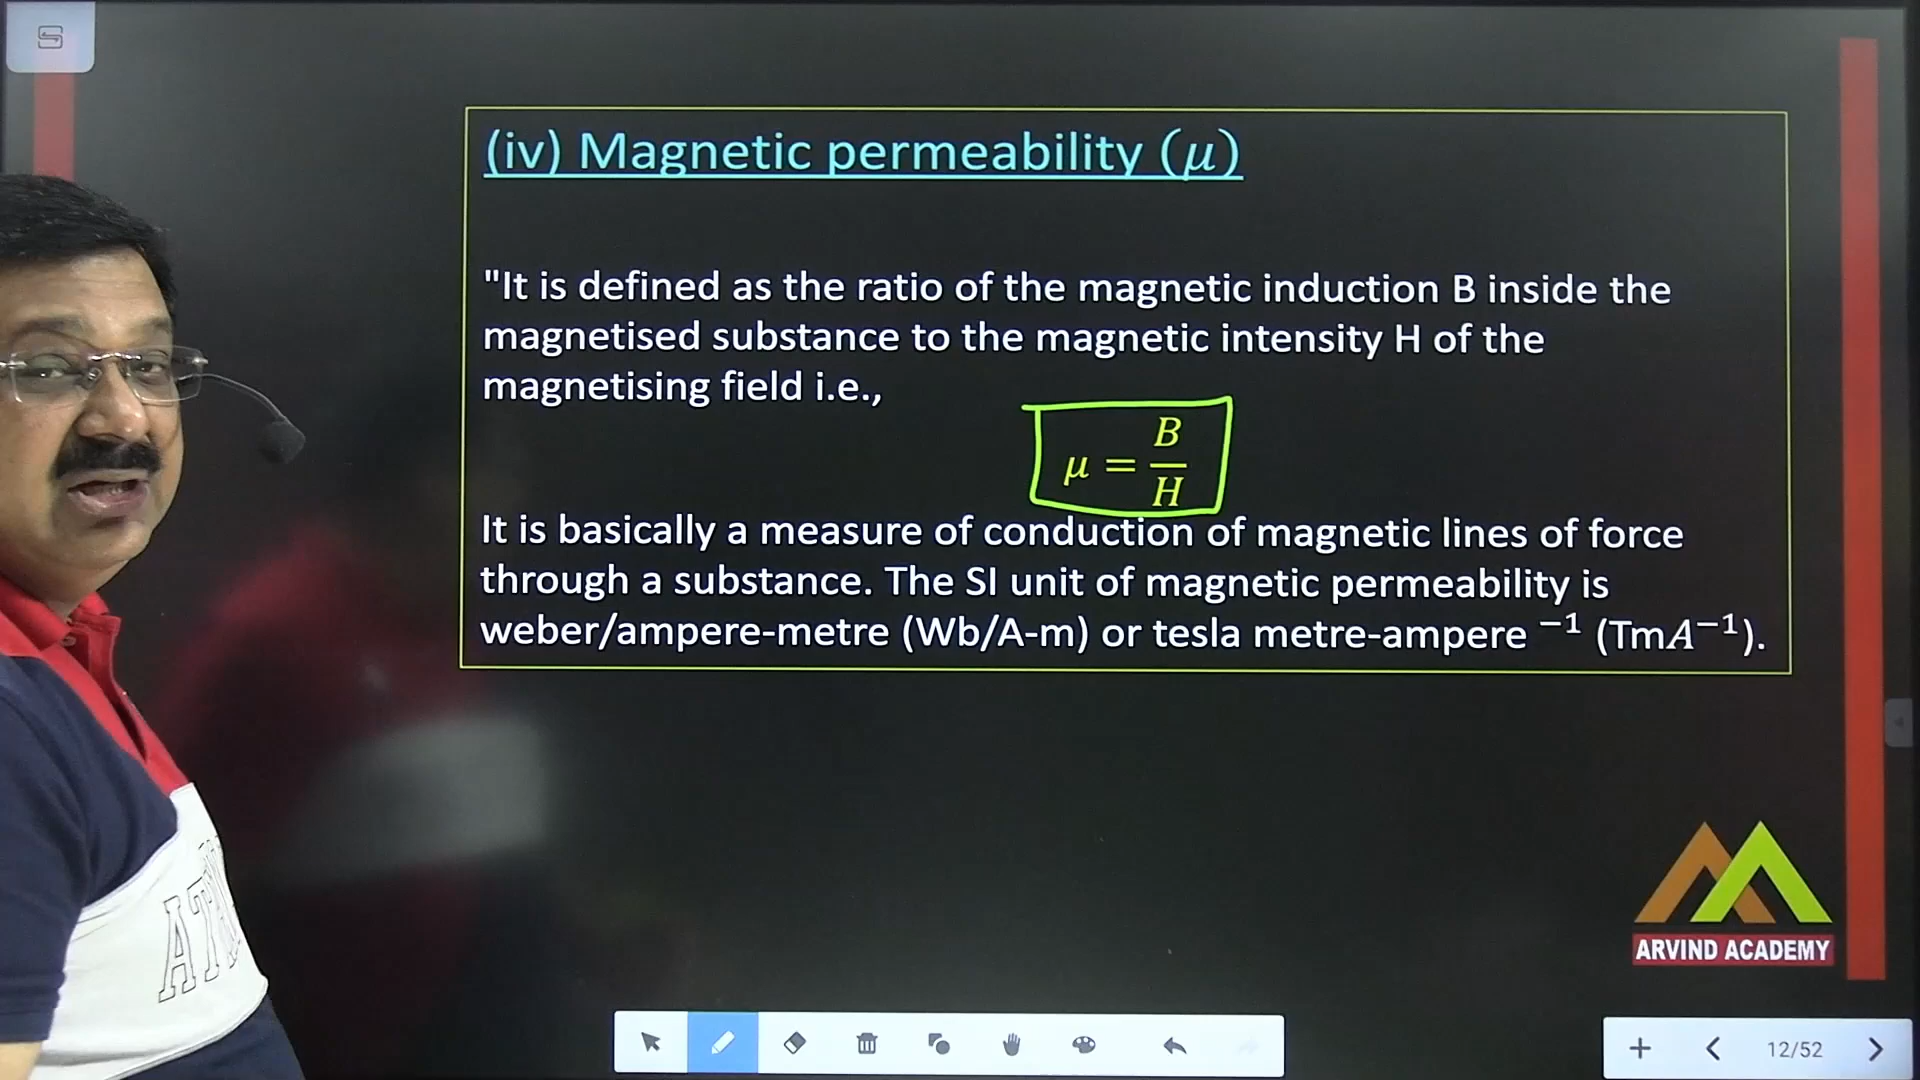 (iv) Magnetic permeability (μ)
"It is defined as the ratio of the magnetic induction B inside the
magnetised substance to the magnetic intensity H of the
magnetising field i.e.,
μ = B/H
It is basically a measure of conduction of magnetic lines of force
through a substance. The SI unit of magnetic permeability is
weber/ampere-metre (Wb/A-m) or tesla metre-ampere ⁻¹ (TmA⁻¹).
ARVIND ACADEMY
12/52